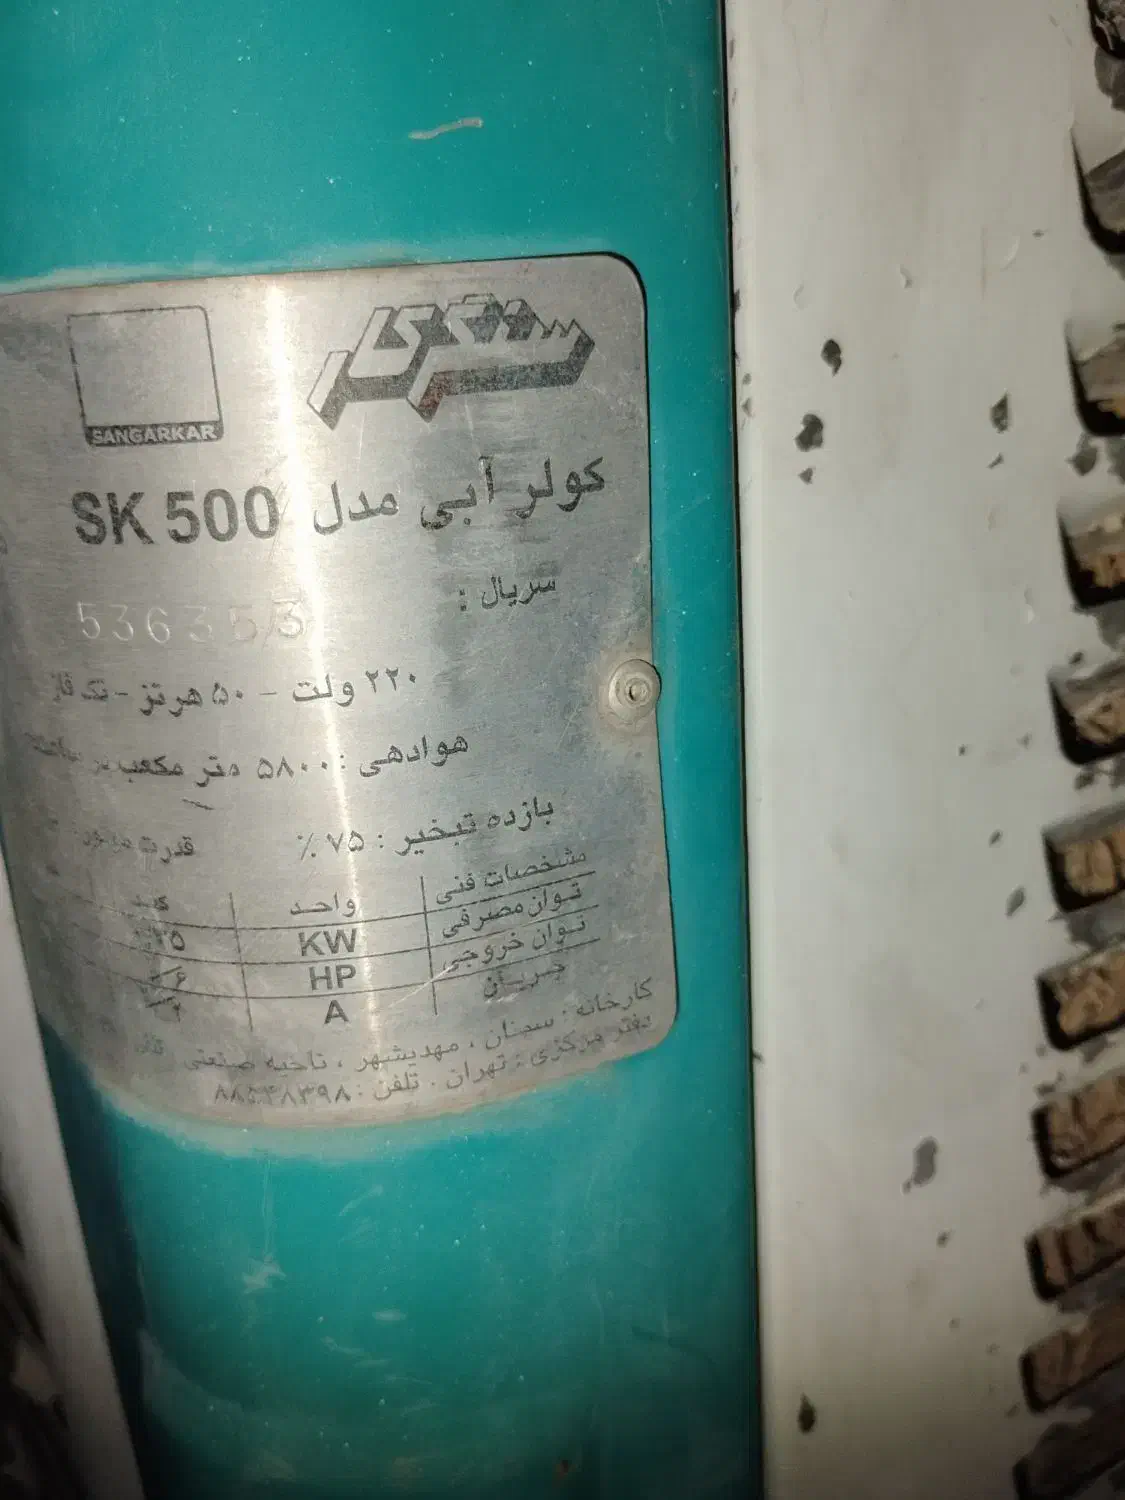 سنگرکار
SANGARKAR
کولر آبی مدل SK 500
سریال : 536353
۲۲۰ ولت - ۵۰ هرتز - تک فاز
هوادهی : ۵۸۰۰ متر مکعب بر
بازده تبخیر : ۷۵ ٪ قدرت
مشخصات فنی واحد
توان مصرفی KW
توان خروجی HP
جریان A
کارخانه : سمنان ، مهدیشهر ، ناحیه صنعتی
دفتر مرکزی : تهران . تلفن : ۸۸۵۴۸۳۹۸